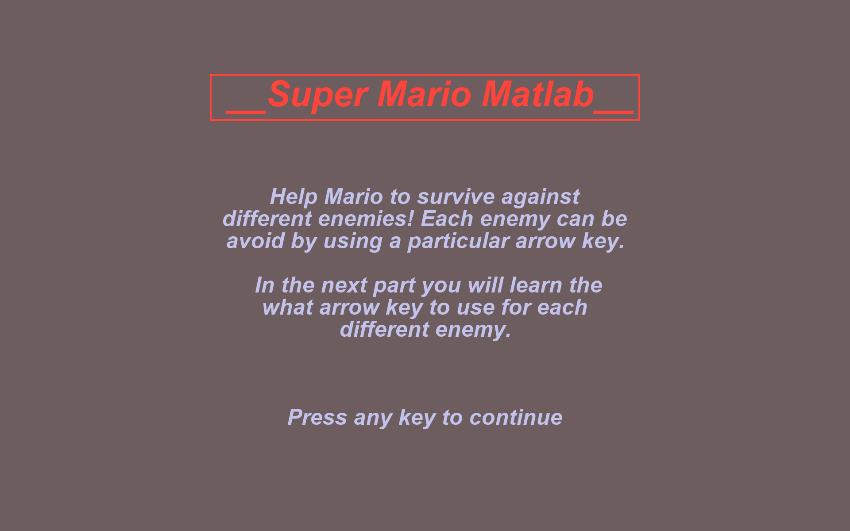 __Super Mario Matlab__
Help Mario to survive against
different enemies! Each enemy can be
avoid by using a particular arrow key.
In the next part you will learn the
what arrow key to use for each
different enemy.
Press any key to continue